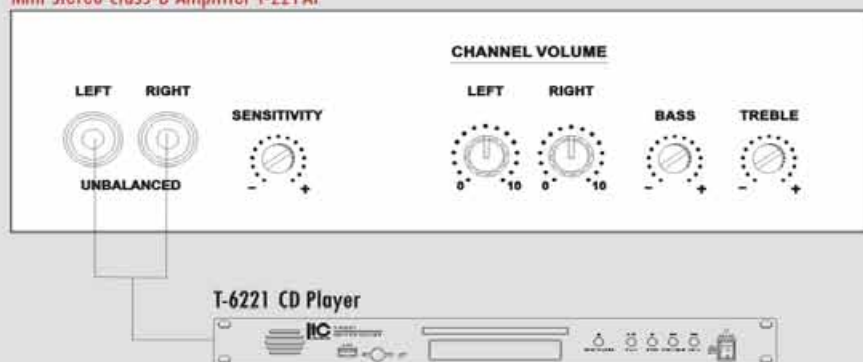 Mini Stereo Class-D Amplifier T-221AP
CHANNEL VOLUME
LEFT RIGHT
SENSITIVITY
LEFT RIGHT
BASS TREBLE
UNBALANCED
- +
0 10 0 10
- + - +
T-6221 CD Player
ITC